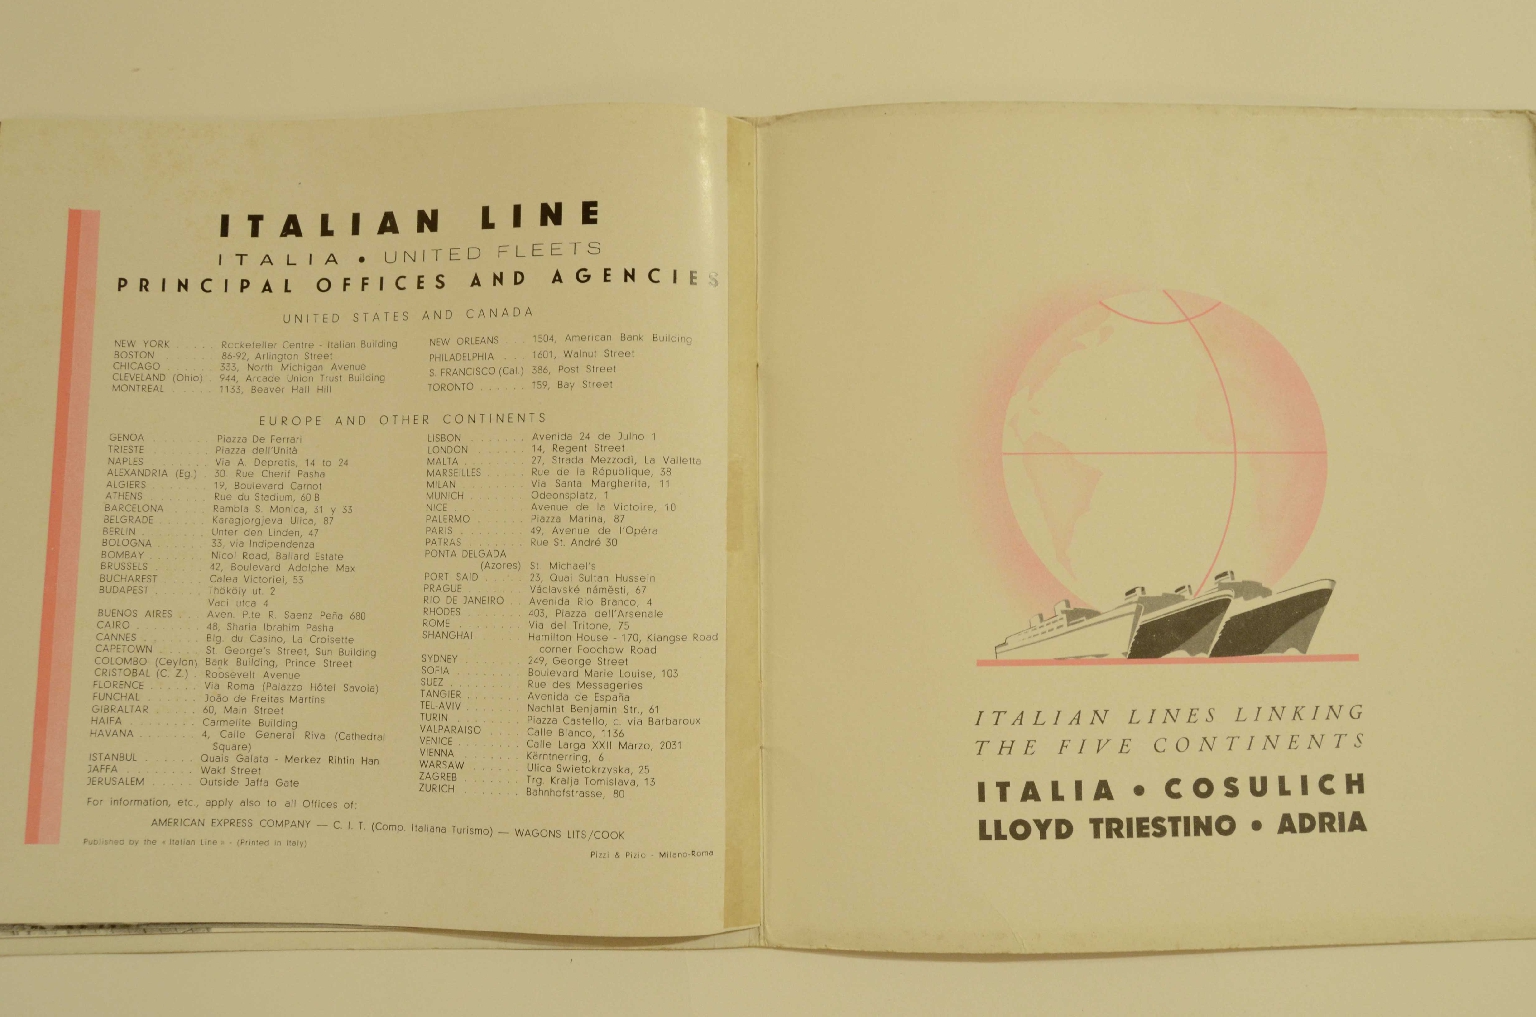 ITALIAN LINE
ITALIA • UNITED FLEETS
PRINCIPAL OFFICES AND AGENCIES
UNITED STATES AND CANADA
NEW YORK . . . . . Rockefeller Centre - Italian Building
BOSTON . . . . . . . 86-92, Arlington Street
CHICAGO . . . . . . 333, North Michigan Avenue
CLEVELAND (Ohio) . 944, Arcade Union Trust Building
MONTREAL . . . . . 1133, Beaver Hall Hill
NEW ORLEANS . . . 1504, American Bank Building
PHILADELPHIA . . . 1601, Walnut Street
S. FRANCISCO (Cal.) 386, Post Street
TORONTO . . . . . . 159, Bay Street
EUROPE AND OTHER CONTINENTS
GENOA . . . . . . . Piazza De Ferrari
TRIESTE . . . . . . . Piazza dell'Unità
NAPLES . . . . . . . Via A. Depretis, 14 to 24
ALEXANDRIA (Eg.) . 30. Rue Cherif Pasha
ALGIERS . . . . . . . 19, Boulevard Carnot
ATHENS . . . . . . . Rue du Stadium, 60 B
BARCELONA . . . . . Rambla S. Monica, 31 y 33
BELGRADE . . . . . . Karagjorgjeva Ulica, 87
BERLIN . . . . . . . . Unter den Linden, 47
BOLOGNA . . . . . . 33, via Indipendenza
BOMBAY . . . . . . . Nicol Road, Ballard Estate
BRUSSELS . . . . . . 42, Boulevard Adolphe Max
BUCHAREST . . . . . Calea Victoriei, 53
BUDAPEST . . . . . . Thököly ut. 2
Vaci utca 4
BUENOS AIRES . . . Aven. P.te R. Saenz Peña 680
CAIRO . . . . . . . . 48, Sharia Ibrahim Pasha
CANNES . . . . . . . Blg. du Casino, La Croisette
CAPETOWN . . . . . St. George's Street, Sun Building
COLOMBO (Ceylon) Bank Building, Prince Street
CRISTOBAL (C. Z.) . Roosevelt Avenue
FLORENCE . . . . . . Via Roma (Palazzo Hôtel Savoia)
FUNCHAL . . . . . . João de Freitas Martins
GIBRALTAR . . . . . . 60, Main Street
HAIFA . . . . . . . . Carmelite Building
HAVANA . . . . . . . 4, Calle General Riva (Cathedral
Square)
ISTANBUL . . . . . . Quais Galata - Merkez Rihtin Han
JAFFA . . . . . . . . Wakf Street
JERUSALEM . . . . . Outside Jaffa Gate
LISBON . . . . . . . Avenida 24 de Julho 1
LONDON . . . . . . . 14, Regent Street
MALTA . . . . . . . . 27, Strada Mezzodì, La Valletta
MARSEILLES . . . . . Rue de la République, 38
MILAN . . . . . . . . Via Santa Margherita, 11
MUNICH . . . . . . . Odeonsplatz, 1
NICE . . . . . . . . . Avenue de la Victoire, 10
PALERMO . . . . . . Piazza Marina, 87
PARIS . . . . . . . . 49, Avenue de l'Opéra
PATRAS . . . . . . . Rue St. André 30
PONTA DELGADA
(Azores) St. Michael's
PORT SAID . . . . . 23, Quai Sultan Hussein
PRAGUE . . . . . . . Václavské náměsti, 67
RIO DE JANEIRO . . Avenida Rio Branco, 4
RHODES . . . . . . . 403, Piazza dell'Arsenale
ROME . . . . . . . . Via del Tritone, 75
SHANGHAI . . . . . . Hamilton House - 170, Kiangse Road
corner Foochow Road
SYDNEY . . . . . . . 249, George Street
SOFIA . . . . . . . . Boulevard Marie Louise, 103
SUEZ . . . . . . . . . Rue des Messageries
TANGIER . . . . . . . Avenida de España
TEL-AVIV . . . . . . . Nachlat Benjamin Str., 61
TURIN . . . . . . . . Piazza Castello, c. via Barbaroux
VALPARAISO . . . . . Calle Blanco, 1136
VENICE . . . . . . . . Calle Larga XXII Marzo, 2031
VIENNA . . . . . . . Kärntnerring, 6
WARSAW . . . . . . . Ulica Swietokrzyska, 25
ZAGREB . . . . . . . Trg. Kralja Tomislava, 13
ZURICH . . . . . . . Bahnhofstrasse, 80
For information, etc., apply also to all Offices of:
AMERICAN EXPRESS COMPANY — C. I. T. (Comp. Italiana Turismo) — WAGONS LITS/COOK
Published by the « Italian Line » - (Printed in Italy)
Pizzi & Pizio - Milano-Roma
ITALIAN LINES LINKING
THE FIVE CONTINENTS
ITALIA • COSULICH
LLOYD TRIESTINO • ADRIA